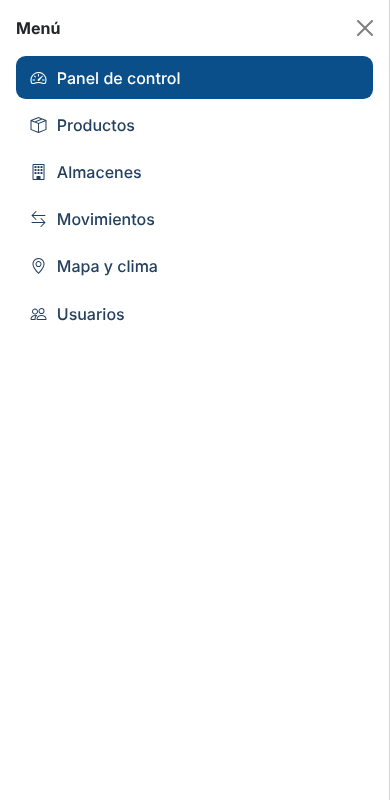 Menú
Panel de control
Productos
Almacenes
Movimientos
Mapa y clima
Usuarios